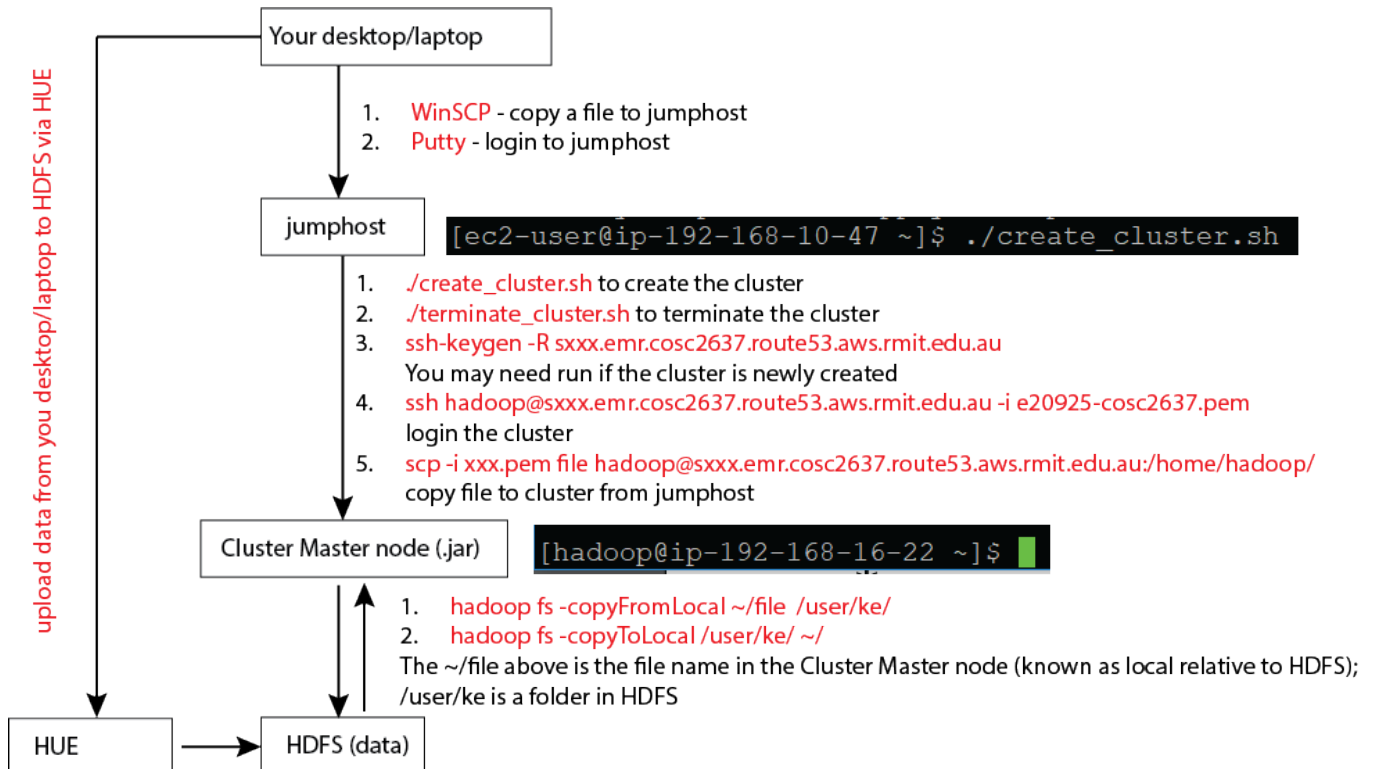 Your desktop/laptop
upload data from you desktop/laptop to HDFS via HUE
1. WinSCP - copy a file to jumphost
2. Putty - login to jumphost
jumphost
[ec2-user@ip-192-168-10-47 ~]$ ./create_cluster.sh
1. ./create_cluster.sh to create the cluster
2. ./terminate_cluster.sh to terminate the cluster
3. ssh-keygen -R sxxx.emr.cosc2637.route53.aws.rmit.edu.au
You may need run if the cluster is newly created
4. ssh hadoop@sxxx.emr.cosc2637.route53.aws.rmit.edu.au -i e20925-cosc2637.pem
login the cluster
5. scp -i xxx.pem file hadoop@sxxx.emr.cosc2637.route53.aws.rmit.edu.au:/home/hadoop/
copy file to cluster from jumphost
Cluster Master node (.jar)
[hadoop@ip-192-168-16-22 ~]$
1. hadoop fs -copyFromLocal ~/file /user/ke/
2. hadoop fs -copyToLocal /user/ke/ ~/
The ~/file above is the file name in the Cluster Master node (known as local relative to HDFS);
/user/ke is a folder in HDFS
HUE
HDFS (data)